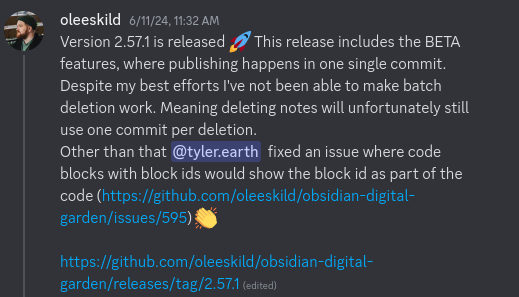 oleeskild 6/11/24, 11:32 AM
Version 2.57.1 is released 🚀 This release includes the BETA
features, where publishing happens in one single commit.
Despite my best efforts I've not been able to make batch
deletion work. Meaning deleting notes will unfortunately still
use one commit per deletion.
Other than that @tyler.earth fixed an issue where code
blocks with block ids would show the block id as part of the
code (https://github.com/oleeskild/obsidian-digital-
garden/issues/595)👏
https://github.com/oleeskild/obsidian-digital-
garden/releases/tag/2.57.1 (edited)